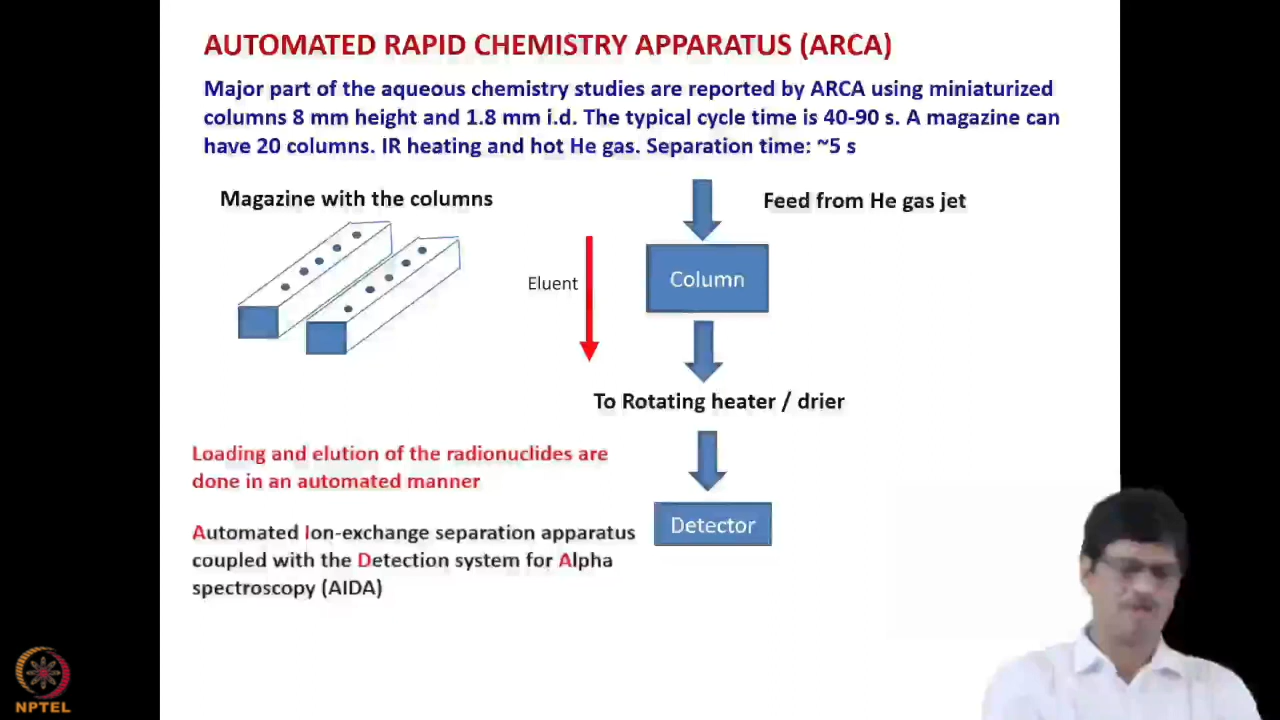 AUTOMATED RAPID CHEMISTRY APPARATUS (ARCA)
Major part of the aqueous chemistry studies are reported by ARCA using miniaturized
columns 8 mm height and 1.8 mm i.d. The typical cycle time is 40-90 s. A magazine can
have 20 columns. IR heating and hot He gas. Separation time: ~5 s
Magazine with the columns
Feed from He gas jet
Eluent
Column
To Rotating heater / drier
Loading and elution of the radionuclides are
done in an automated manner
Detector
Automated Ion-exchange separation apparatus
coupled with the Detection system for Alpha
spectroscopy (AIDA)
NPTEL